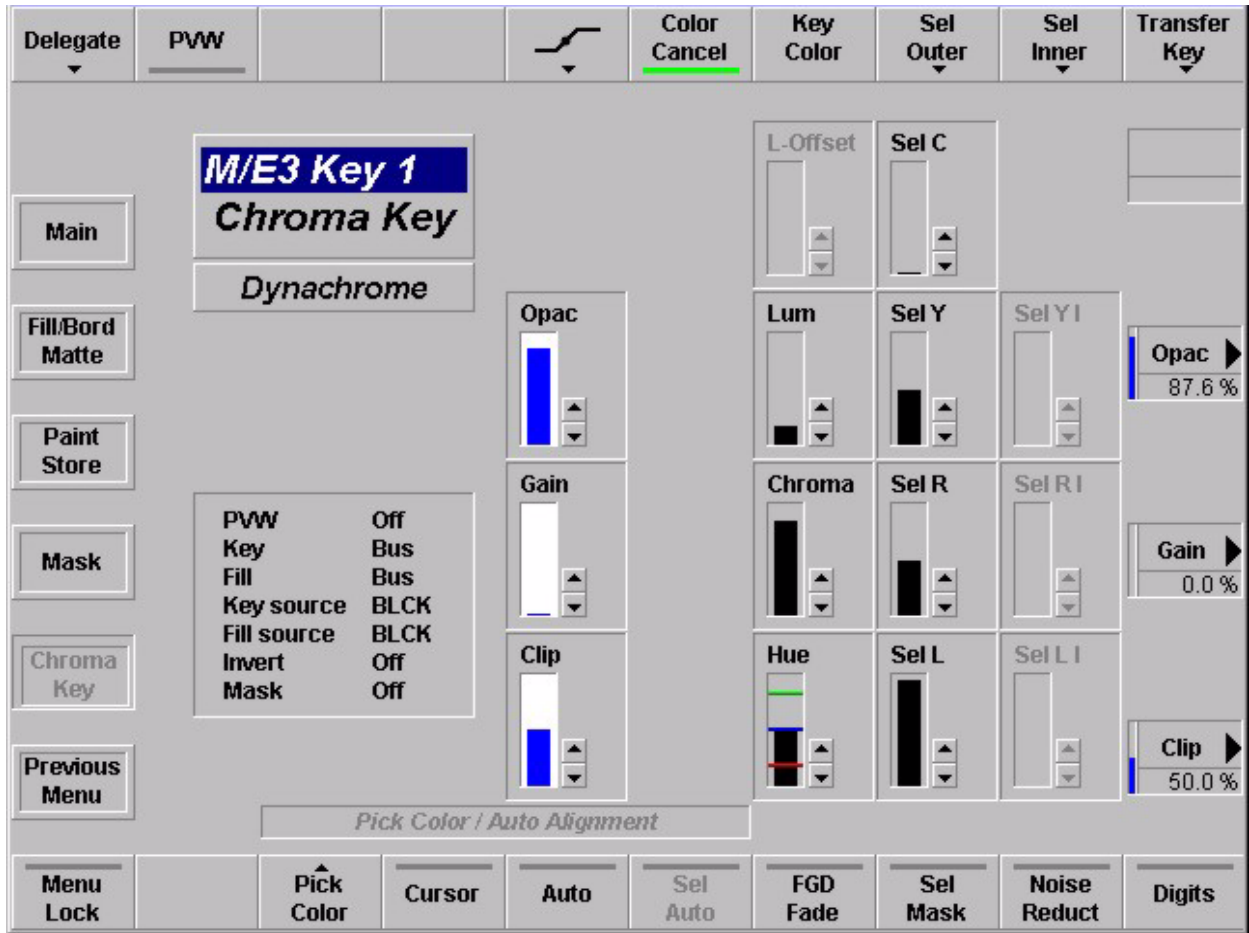 Delegate
PVW
Color
Cancel
Key
Color
Sel
Outer
Sel
Inner
Transfer
Key
M/E3 Key 1
Chroma Key
Dynachrome
Main
Fill/Bord
Matte
Paint
Store
Mask
Chroma
Key
Previous
Menu
PVW Off
Key Bus
Fill Bus
Key source BLCK
Fill source BLCK
Invert Off
Mask Off
L-Offset
Sel C
Opac
Lum
Sel Y
Sel Y I
Gain
Chroma
Sel R
Sel R I
Clip
Hue
Sel L
Sel L I
Opac
87.6 %
Gain
0.0 %
Clip
50.0 %
Pick Color / Auto Alignment
Menu
Lock
Pick
Color
Cursor
Auto
Sel
Auto
FGD
Fade
Sel
Mask
Noise
Reduct
Digits